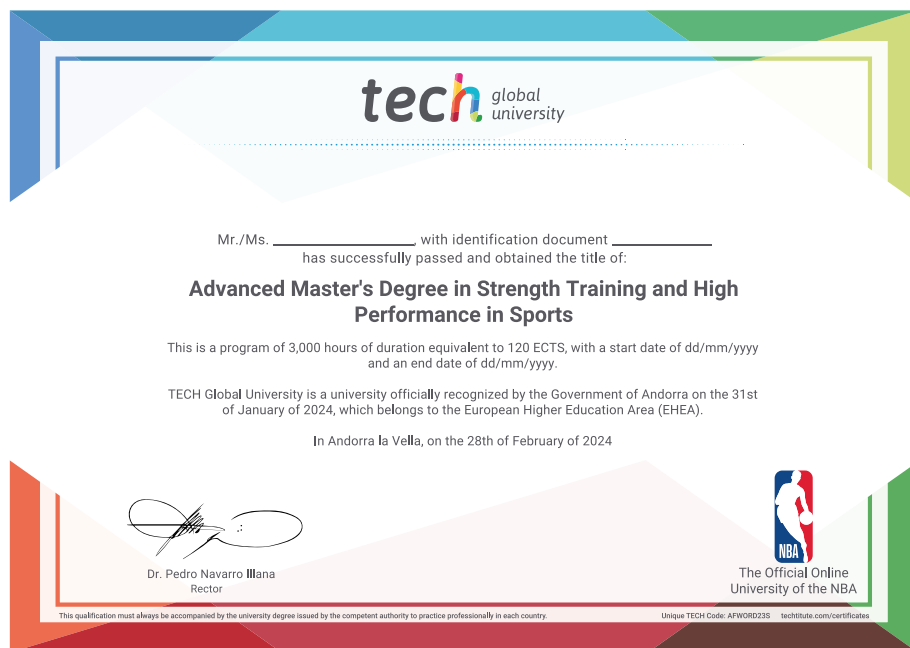 tech global
university
Mr./Ms. ____________, with identification document ____________
has successfully passed and obtained the title of:
Advanced Master's Degree in Strength Training and High
Performance in Sports
This is a program of 3,000 hours of duration equivalent to 120 ECTS, with a start date of dd/mm/yyyy
and an end date of dd/mm/yyyy.
TECH Global University is a university officially recognized by the Government of Andorra on the 31st
of January of 2024, which belongs to the European Higher Education Area (EHEA).
In Andorra la Vella, on the 28th of February of 2024
NBA
Dr. Pedro Navarro Illana
Rector
The Official Online
University of the NBA
This qualification must always be accompanied by the university degree issued by the competent authority to practice professionally in each country.
Unique TECH Code: AFWORD23S techtitute.com/certificates